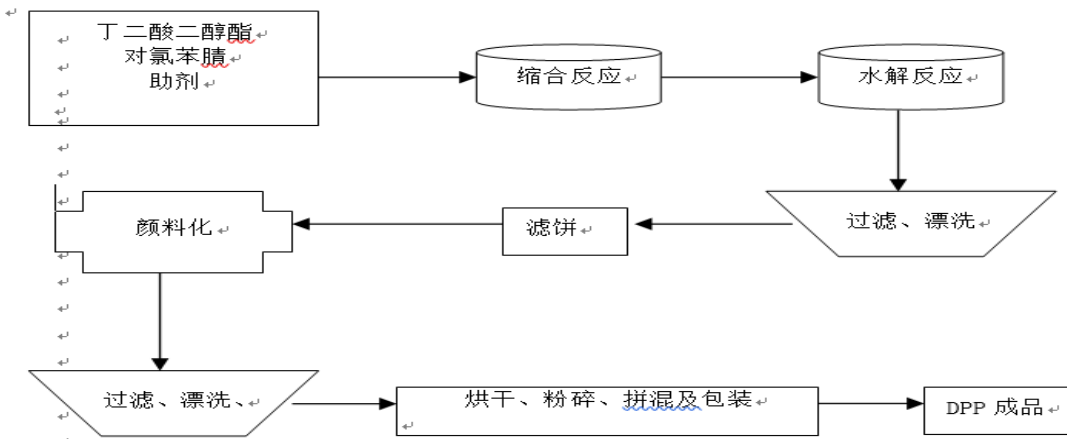 丁二酸二醇酯
对氯苯腈
助剂
缩合反应
水解反应
过滤、漂洗
滤饼
颜料化
过滤、漂洗、
烘干、粉碎、拼混及包装
DPP 成品